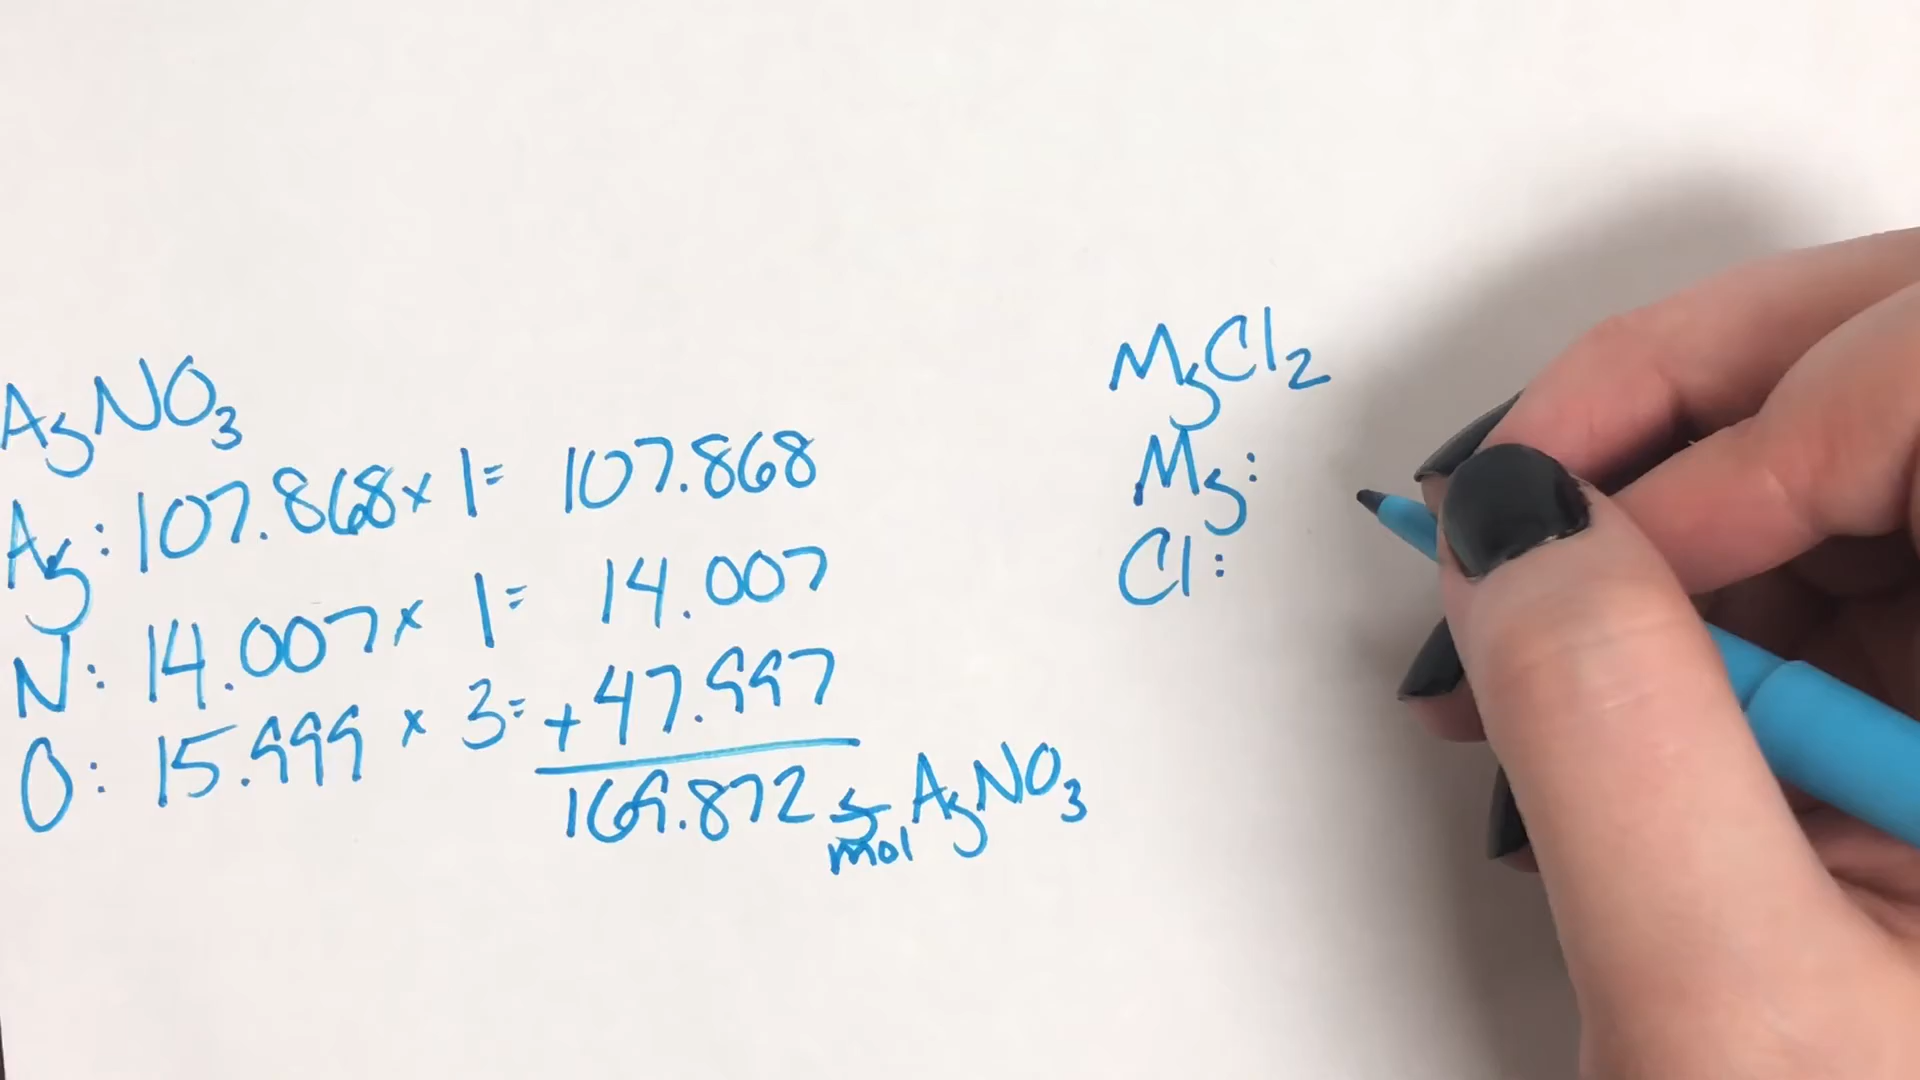 AgNO3
Ag: 107.868 x 1 = 107.868
N: 14.007 x 1 = 14.007
O: 15.999 x 3 = + 47.997
169.872 g/mol AgNO3
MgCl2
Mg:
Cl: